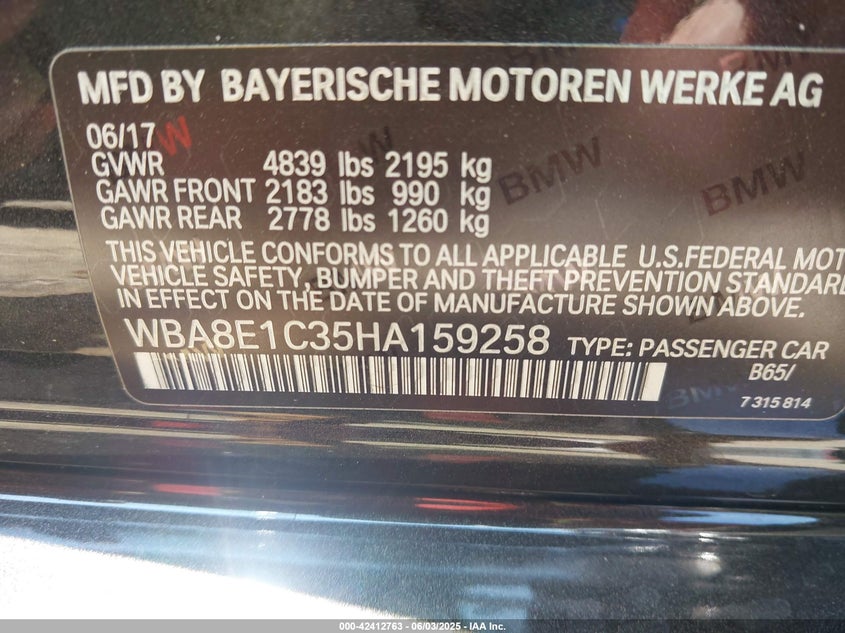 MFD BY BAYERISCHE MOTOREN WERKE AG
06/17
GVWR 4839 lbs 2195 kg
GAWR FRONT 2183 lbs 990 kg
GAWR REAR 2778 lbs 1260 kg
THIS VEHICLE CONFORMS TO ALL APPLICABLE U.S.FEDERAL MOT
VEHICLE SAFETY, BUMPER AND THEFT PREVENTION STANDARD
IN EFFECT ON THE DATE OF MANUFACTURE SHOWN ABOVE.
WBA8E1C35HA159258 TYPE: PASSENGER CAR
B65/
7 315 814
BMW
BMW
BMW
000-42412763 - 06/03/2025 - IAA, Inc.